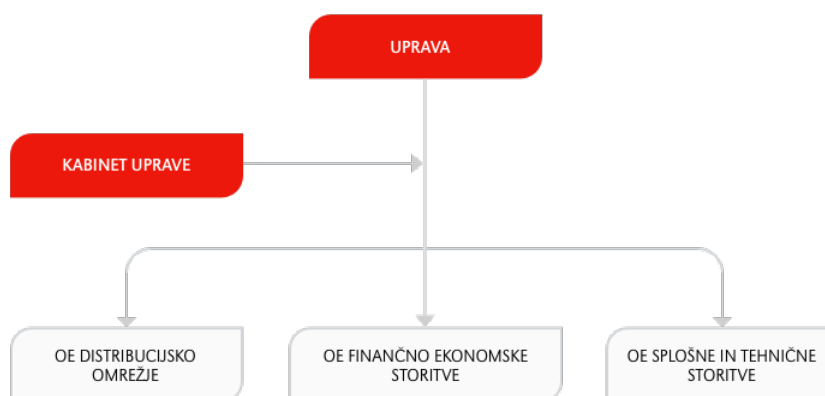 UPRAVA
KABINET UPRAVE
OE DISTRIBUCIJSKO
OMREŽJE
OE FINANČNO EKONOMSKE
STORITVE
OE SPLOŠNE IN TEHNIČNE
STORITVE